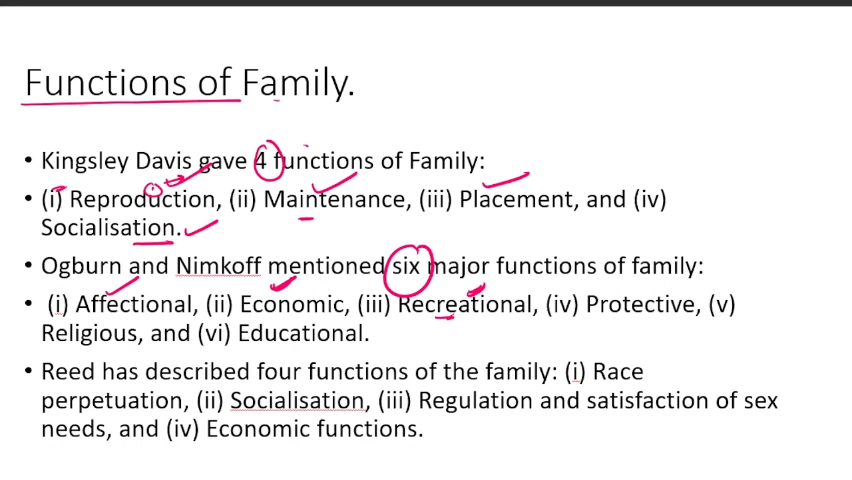 Functions of Family.
• Kingsley Davis gave 4 functions of Family:
• (i) Reproduction, (ii) Maintenance, (iii) Placement, and (iv)
Socialisation.
• Ogburn and Nimkoff mentioned six major functions of family:
• (i) Affectional, (ii) Economic, (iii) Recreational, (iv) Protective, (v)
Religious, and (vi) Educational.
• Reed has described four functions of the family: (i) Race
perpetuation, (ii) Socialisation, (iii) Regulation and satisfaction of sex
needs, and (iv) Economic functions.